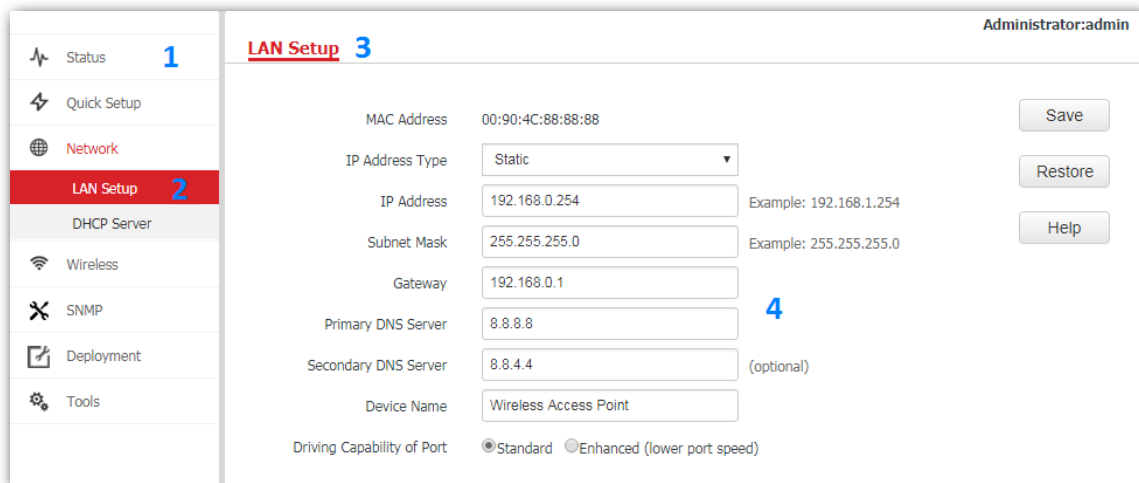 Administrator:admin
Status 1
Quick Setup
Network
LAN Setup 2
DHCP Server
Wireless
SNMP
Deployment
Tools
LAN Setup 3
MAC Address 00:90:4C:88:88:88
IP Address Type Static
IP Address 192.168.0.254 Example: 192.168.1.254
Subnet Mask 255.255.255.0 Example: 255.255.255.0
Gateway 192.168.0.1
4
Primary DNS Server 8.8.8.8
Secondary DNS Server 8.8.4.4 (optional)
Device Name Wireless Access Point
Driving Capability of Port Standard Enhanced (lower port speed)
Save
Restore
Help